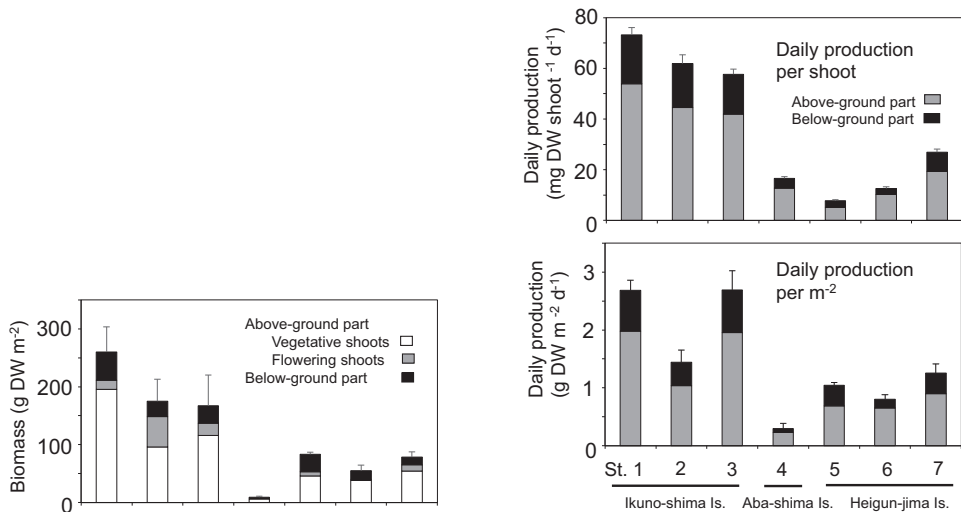 80
60
40
20
0
Daily production
(mg DW shoot -1 d-1)
Daily production
per shoot
Above-ground part
Below-ground part
300
200
100
0
Biomass (g DW m-2)
Above-ground part
Vegetative shoots
Flowering shoots
Below-ground part
3
2
1
0
Daily production
(g DW m -2 d-1)
Daily production
per m-2
St. 1 2 3 4 5 6 7
Ikuno-shima Is. Aba-shima Is. Heigun-jima Is.